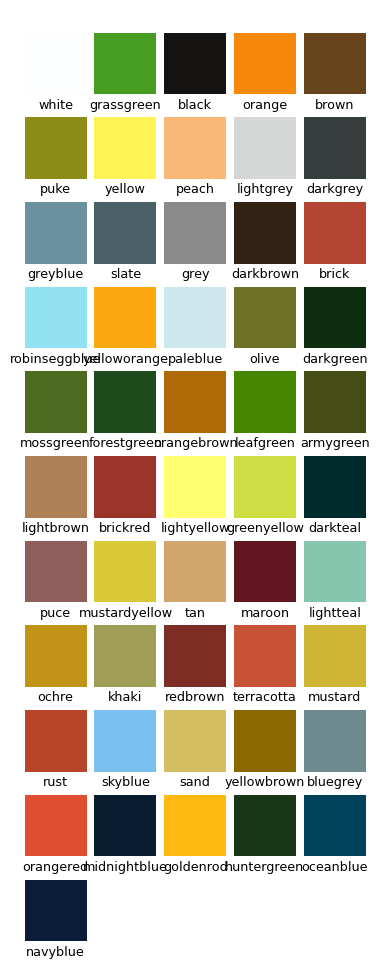 white grassgreen black orange brown
puke yellow peach lightgrey darkgrey
greyblue slate grey darkbrown brick
robinseggblue yelloworange paleblue olive darkgreen
mossgreen forestgreen orangebrown leafgreen armygreen
lightbrown brickred lightyellow greenyellow darkteal
puce mustardyellow tan maroon lightteal
ochre khaki redbrown terracotta mustard
rust skyblue sand yellowbrown bluegrey
orangered midnightblue goldenrod huntergreen oceanblue
navyblue